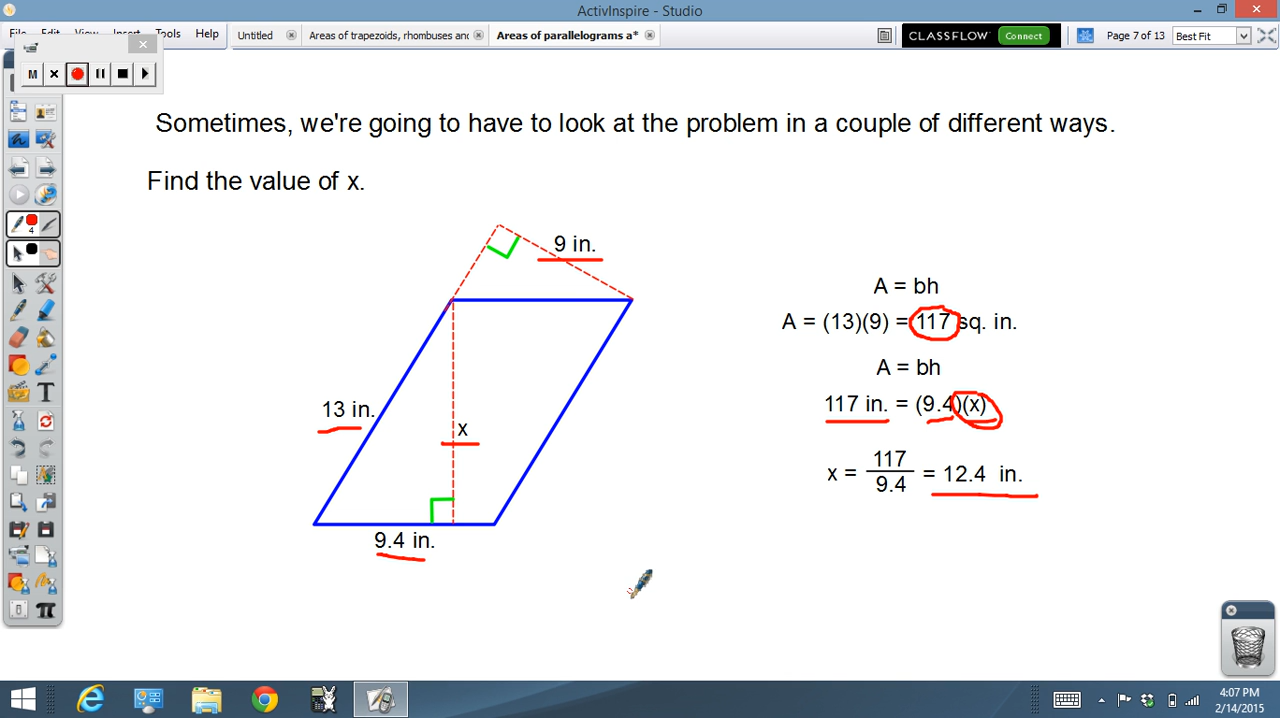 ActivInspire - Studio
File Edit View Insert Tools Help
Untitled
Areas of trapezoids, rhombuses and
Areas of parallelograms a*
CLASSFLOW Connect
Page 7 of 13
Best Fit
M
4
T
Sometimes, we're going to have to look at the problem in a couple of different ways.
Find the value of x.
9 in.
13 in.
x
9.4 in.
A = bh
A = (13)(9) = 117 sq. in.
A = bh
117 in. = (9.4)(x)
x = 117/9.4 = 12.4 in.
4:07 PM
2/14/2015